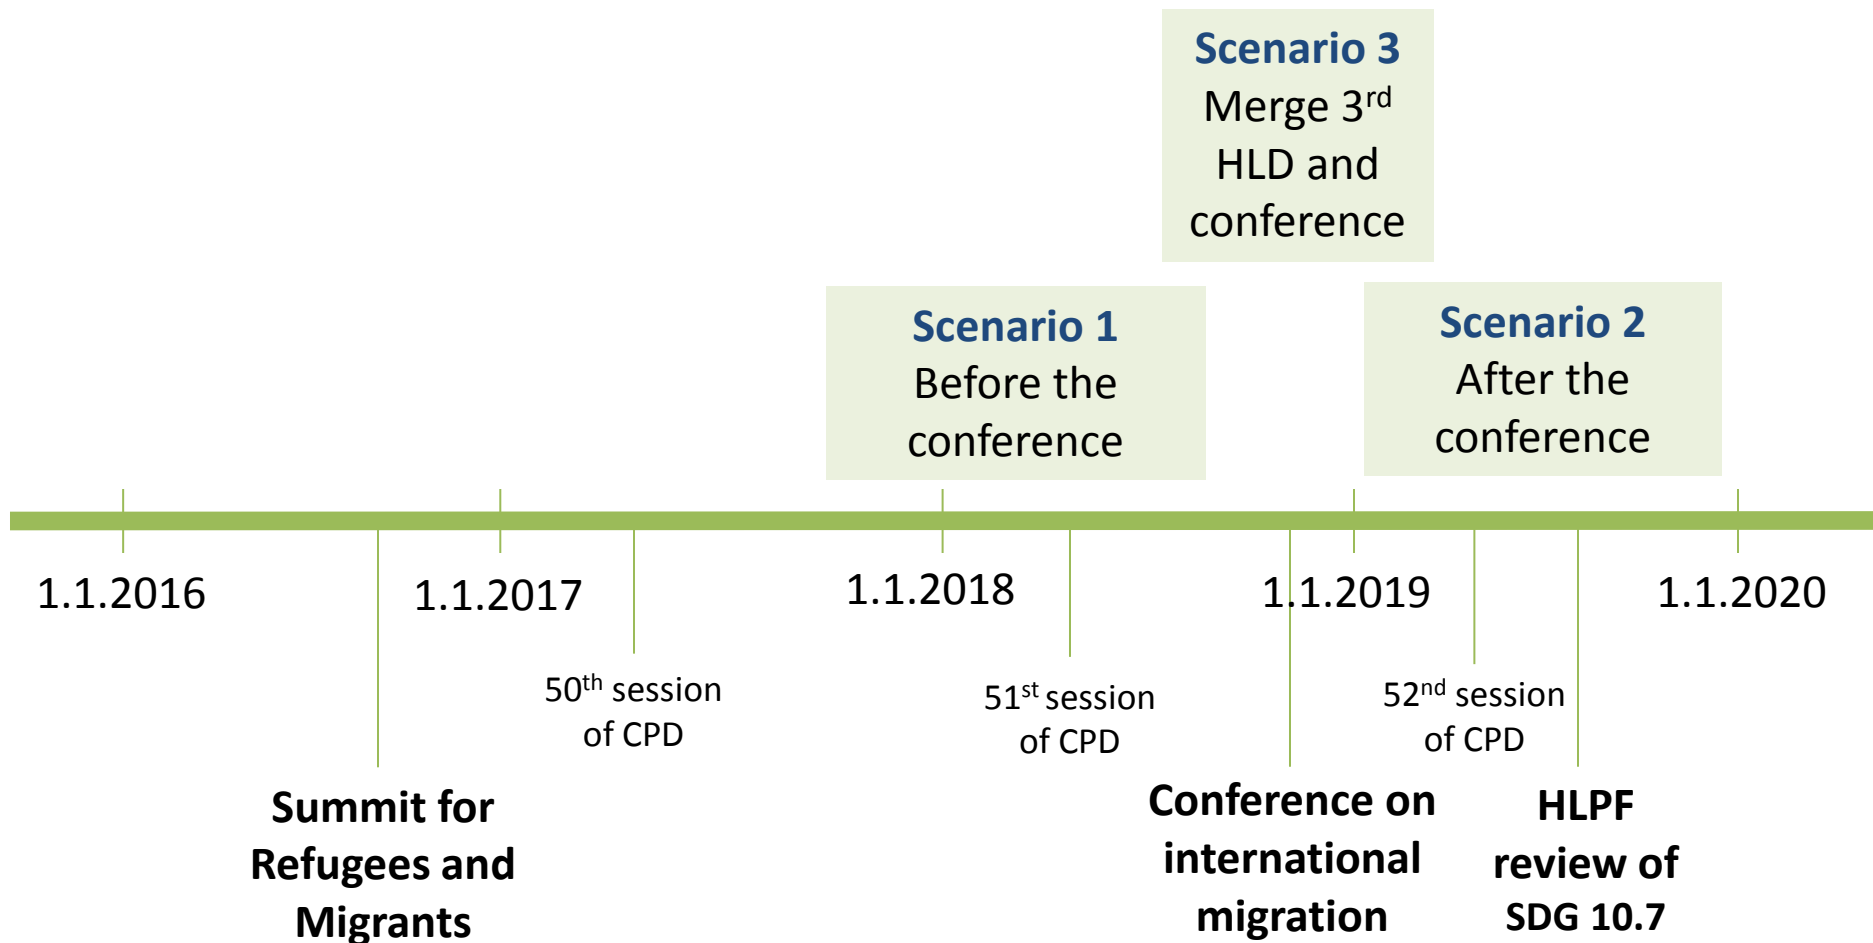 Scenario 3
Merge 3rd
HLD and
conference
Scenario 1
Before the
conference
Scenario 2
After the
conference
1.1.2016
1.1.2017
1.1.2018
1.1.2019
1.1.2020
50th session
of CPD
51st session
of CPD
52nd session
of CPD
Summit for
Refugees and
Migrants
Conference on
international
migration
HLPF
review of
SDG 10.7